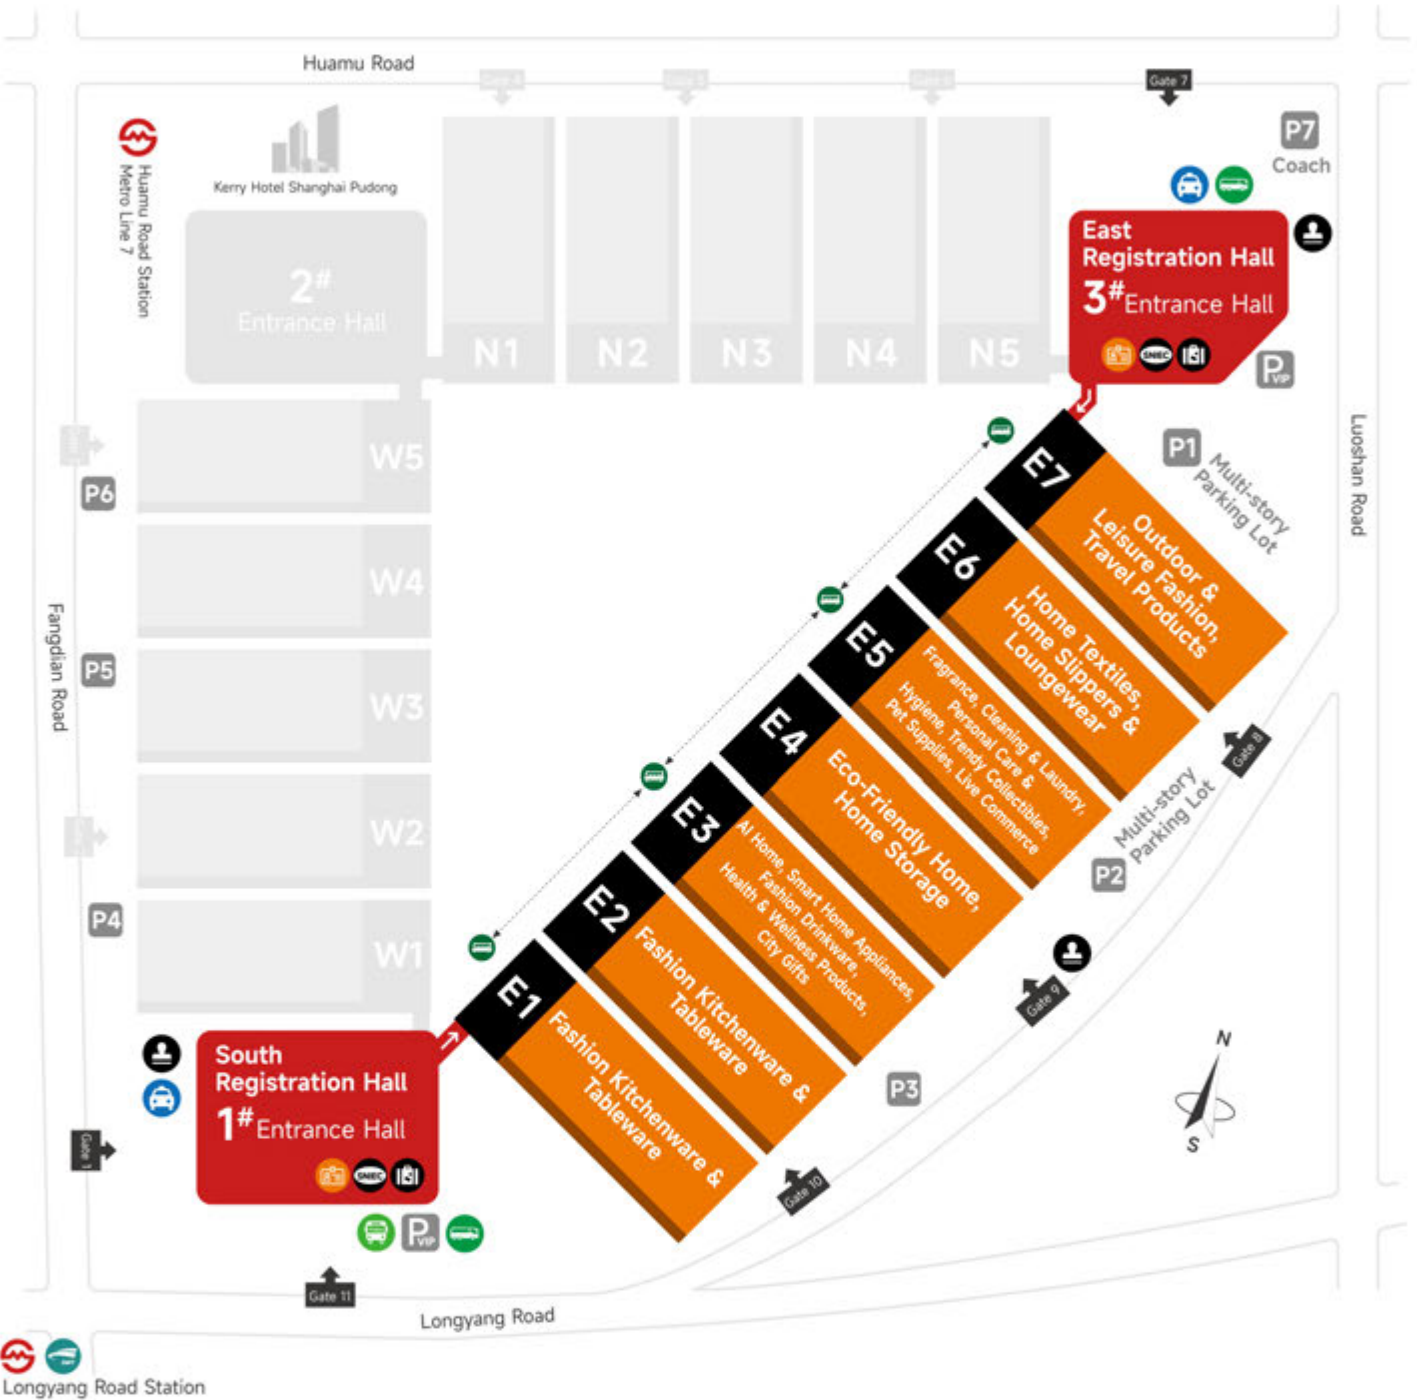 Huamu Road
Gate 7
P7
Coach
Huamu Road Station
Metro Line 7
Kerry Hotel Shanghai Pudong
2#
Entrance Hall
N1
N2
N3
N4
N5
East
Registration Hall
3# Entrance Hall
SNIEC
P VIP
P1
Multi-story
Parking Lot
Luoshan Road
W5
W4
W3
W2
W1
P6
P5
P4
Fangdian Road
E7
Outdoor &
Leisure Fashion,
Travel Products
E6
Home Textiles,
Home Slippers &
Loungewear
E5
Fragrance, Cleaning & Laundry,
Personal Care &
Hygiene, Trendy Collectibles,
Pet Supplies, Live Commerce
E4
Eco-Friendly Home,
Home Storage
E3
AI Home, Smart Home Appliances,
Fashion Drinkware,
Health & Wellness Products,
City Gifts
E2
Fashion Kitchenware &
Tableware
E1
Fashion Kitchenware &
Tableware
Gate 8
Multi-story
Parking Lot
P2
Gate 9
P3
Gate 10
N
S
South
Registration Hall
1# Entrance Hall
SNIEC
P VIP
Gate 1
Gate 11
Longyang Road
Longyang Road Station